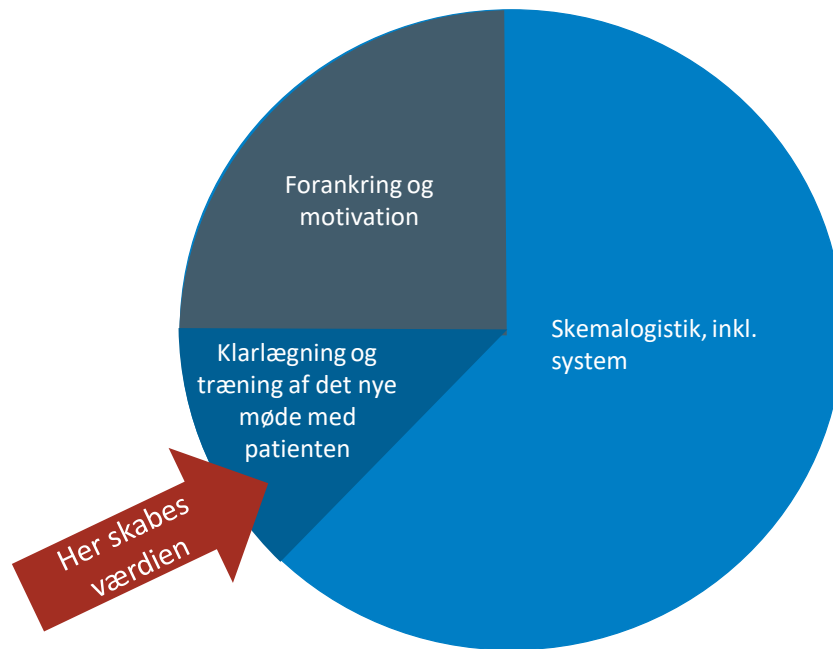 Forankring og
motivation
Skemalogistik, inkl.
system
Klarlægning og
træning af det nye
møde med
patienten
Her skabes
værdien